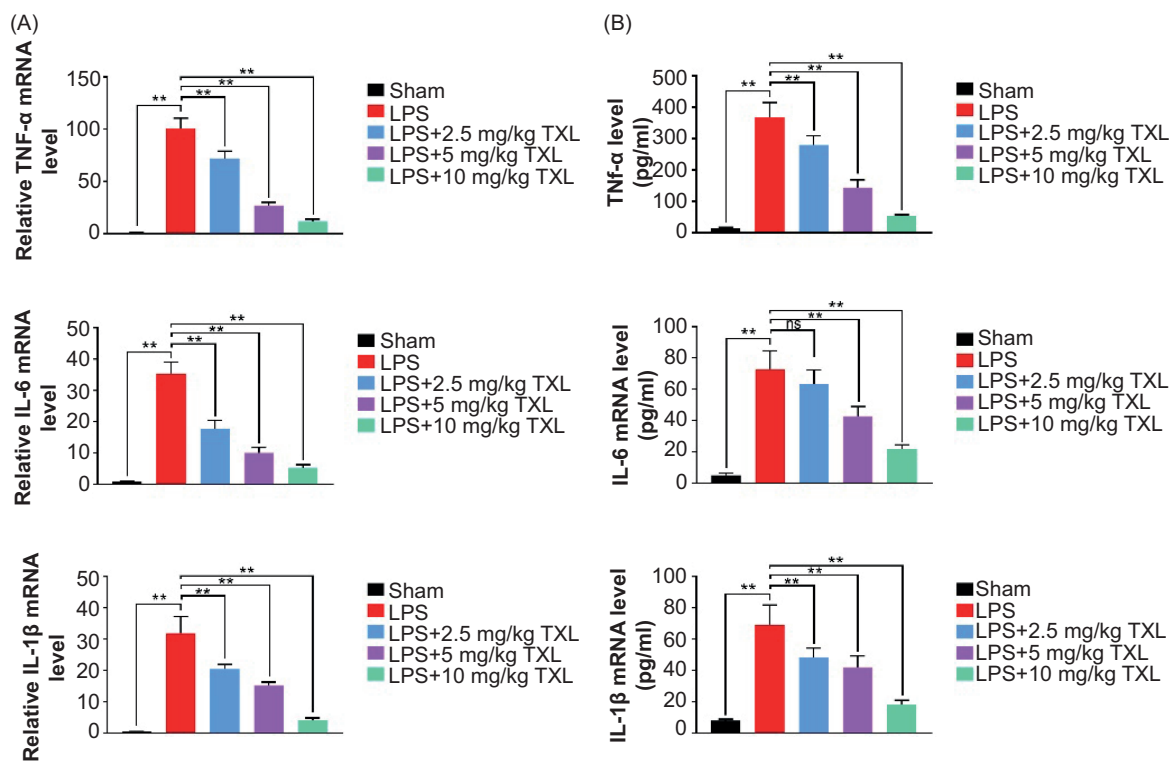 (A)
Relative TNF-α mRNA
level
150
100
50
0
**
**
**
**
Sham
LPS
LPS+2.5 mg/kg TXL
LPS+5 mg/kg TXL
LPS+10 mg/kg TXL
Relative IL-6 mRNA
level
50
40
30
20
10
0
**
**
**
**
Sham
LPS
LPS+2.5 mg/kg TXL
LPS+5 mg/kg TXL
LPS+10 mg/kg TXL
Relative IL-1β mRNA
level
50
40
30
20
10
0
**
**
**
**
Sham
LPS
LPS+2.5 mg/kg TXL
LPS+5 mg/kg TXL
LPS+10 mg/kg TXL
(B)
TNf-α level
(pg/ml)
500
400
300
200
100
0
**
**
**
**
Sham
LPS
LPS+2.5 mg/kg TXL
LPS+5 mg/kg TXL
LPS+10 mg/kg TXL
IL-6 mRNA level
(pg/ml)
100
80
60
40
20
0
**
**
**
ns
Sham
LPS
LPS+2.5 mg/kg TXL
LPS+5 mg/kg TXL
LPS+10 mg/kg TXL
IL-1β mRNA level
(pg/ml)
100
80
60
40
20
0
**
**
**
**
Sham
LPS
LPS+2.5 mg/kg TXL
LPS+5 mg/kg TXL
LPS+10 mg/kg TXL